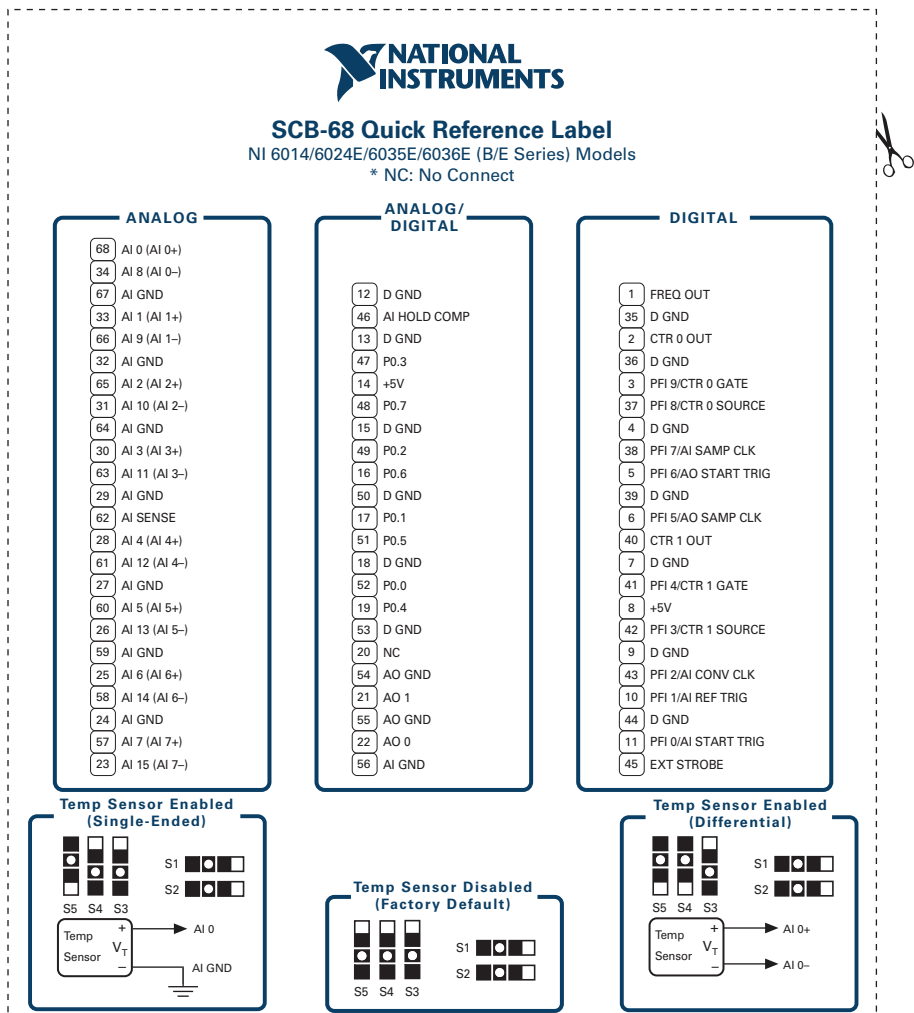 NATIONAL
INSTRUMENTS
SCB-68 Quick Reference Label
NI 6014/6024E/6035E/6036E (B/E Series) Models
* NC: No Connect
ANALOG
68 AI 0 (AI 0+)
34 AI 8 (AI 0–)
67 AI GND
33 AI 1 (AI 1+)
66 AI 9 (AI 1–)
32 AI GND
65 AI 2 (AI 2+)
31 AI 10 (AI 2–)
64 AI GND
30 AI 3 (AI 3+)
63 AI 11 (AI 3–)
29 AI GND
62 AI SENSE
28 AI 4 (AI 4+)
61 AI 12 (AI 4–)
27 AI GND
60 AI 5 (AI 5+)
26 AI 13 (AI 5–)
59 AI GND
25 AI 6 (AI 6+)
58 AI 14 (AI 6–)
24 AI GND
57 AI 7 (AI 7+)
23 AI 15 (AI 7–)
ANALOG/
DIGITAL
12 D GND
46 AI HOLD COMP
13 D GND
47 P0.3
14 +5V
48 P0.7
15 D GND
49 P0.2
16 P0.6
50 D GND
17 P0.1
51 P0.5
18 D GND
52 P0.0
19 P0.4
53 D GND
20 NC
54 AO GND
21 AO 1
55 AO GND
22 AO 0
56 AI GND
DIGITAL
1 FREQ OUT
35 D GND
2 CTR 0 OUT
36 D GND
3 PFI 9/CTR 0 GATE
37 PFI 8/CTR 0 SOURCE
4 D GND
38 PFI 7/AI SAMP CLK
5 PFI 6/AO START TRIG
39 D GND
6 PFI 5/AO SAMP CLK
40 CTR 1 OUT
7 D GND
41 PFI 4/CTR 1 GATE
8 +5V
42 PFI 3/CTR 1 SOURCE
9 D GND
43 PFI 2/AI CONV CLK
10 PFI 1/AI REF TRIG
44 D GND
11 PFI 0/AI START TRIG
45 EXT STROBE
Temp Sensor Enabled
(Single-Ended)
S1
S2
S5 S4 S3
Temp
Sensor
+
VT
–
AI 0
AI GND
Temp Sensor Disabled
(Factory Default)
S1
S2
S5 S4 S3
Temp Sensor Enabled
(Differential)
S1
S2
S5 S4 S3
Temp
Sensor
+
VT
–
AI 0+
AI 0–